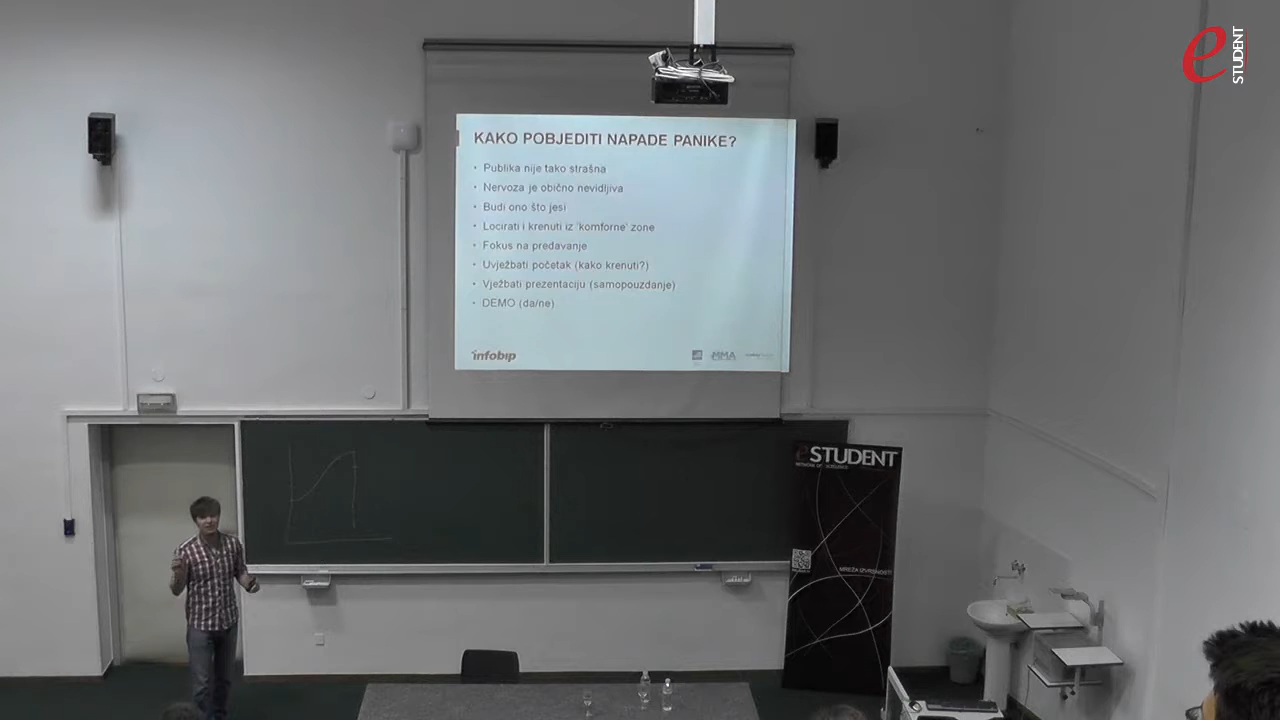 e STUDENT
KAKO POBJEDITI NAPADE PANIKE?
• Publika nije tako strašna
• Nervoza je obično nevidljiva
• Budi ono što jesi
• Locirati i krenuti iz 'komforne' zone
• Fokus na predavanje
• Uvježbati početak (kako krenuti?)
• Vježbati prezentaciju (samopouzdanje)
• DEMO (da/ne)
infobip
MMA
eSTUDENT
MREŽA IZVRSNOSTI